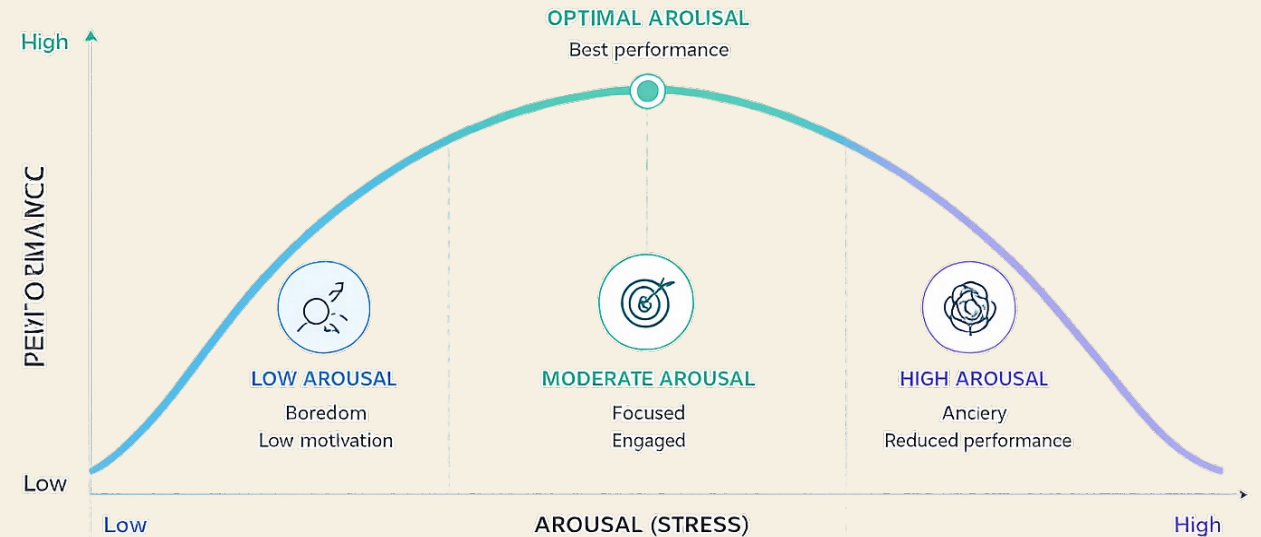 OPTIMAL AROUSAL
Best performance
High
LOW AROUSAL
Boredom
Low motivation
MODERATE AROUSAL
Focused
Engaged
HIGH AROUSAL
Anciery
Reduced performance
Low
Low
AROUSAL (STRESS)
High